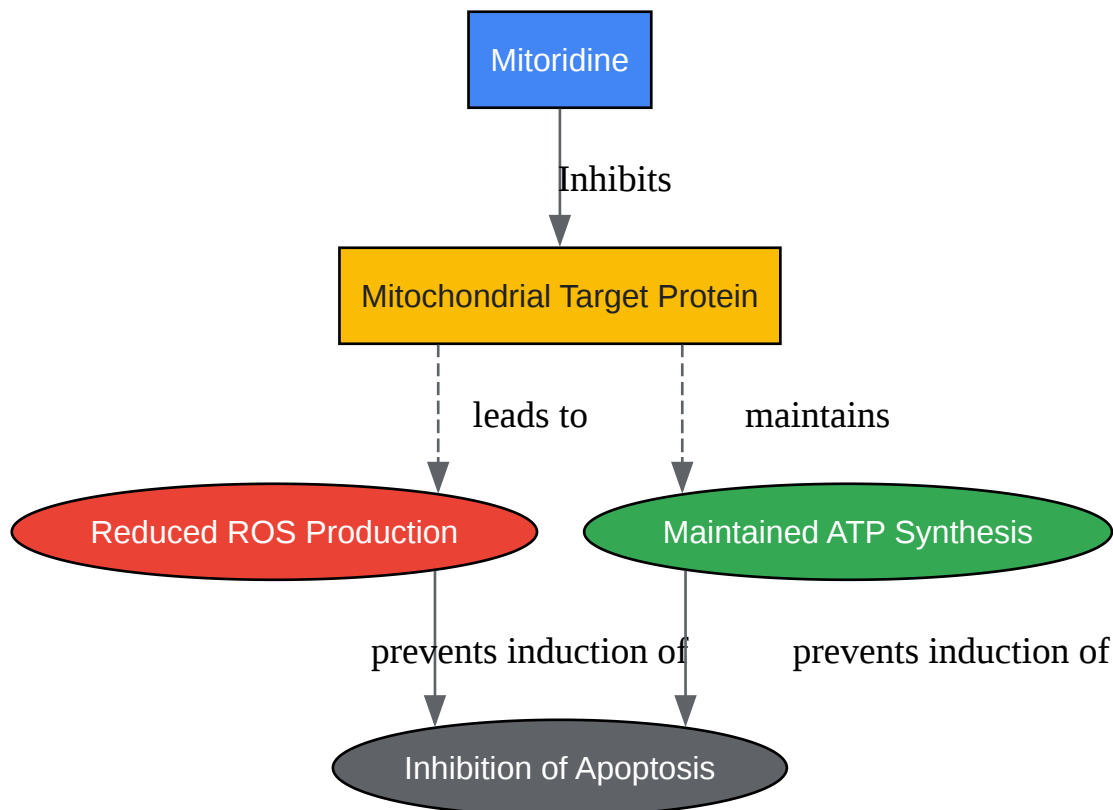 Mitoridine
Inhibits
Mitochondrial Target Protein
leads to
maintains
Reduced ROS Production
Maintained ATP Synthesis
prevents induction of
prevents induction of
Inhibition of Apoptosis